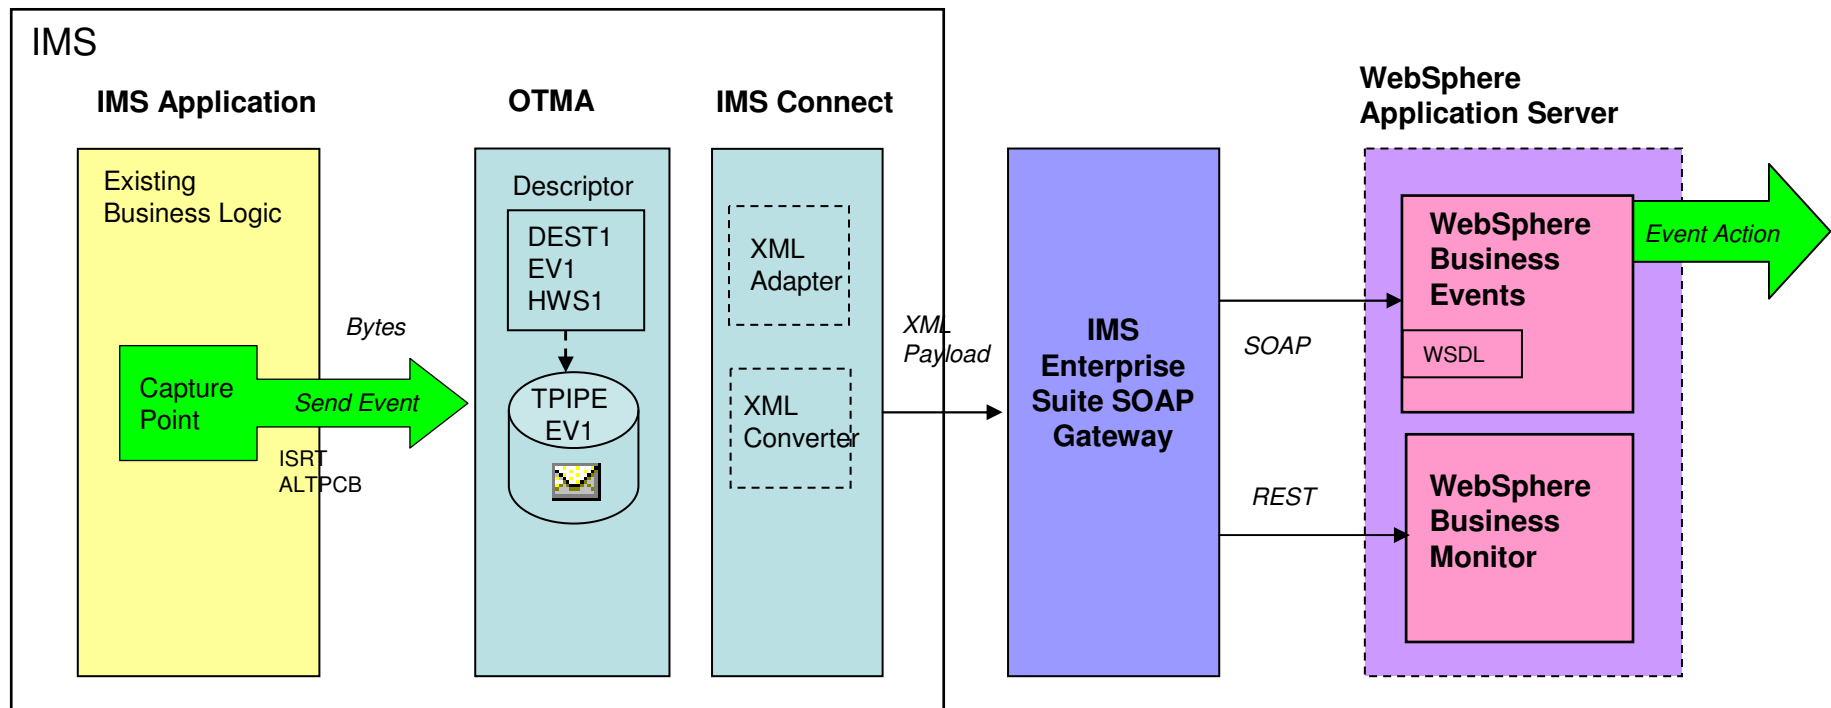 IMS
IMS Application
OTMA
IMS Connect
WebSphere
Application Server
Existing
Business Logic
Capture
Point
Bytes
Send Event
ISRT
ALTPCB
Descriptor
DEST1
EV1
HWS1
TPIPE
EV1
XML
Adapter
XML
Converter
XML
Payload
IMS
Enterprise
Suite SOAP
Gateway
SOAP
REST
WebSphere
Business
Events
WSDL
Event Action
WebSphere
Business
Monitor